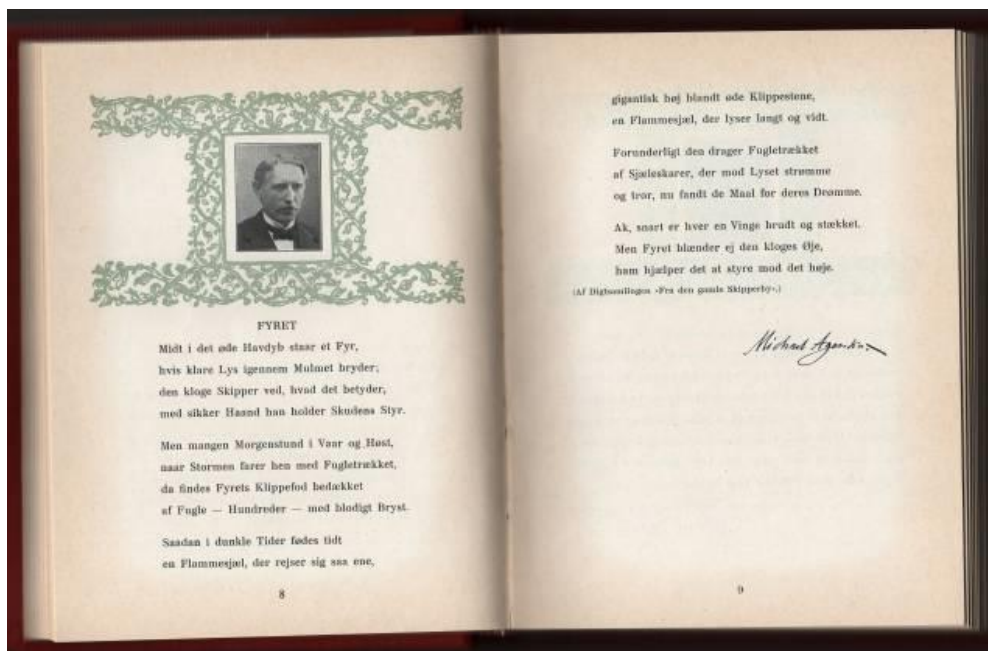 FYRET
Midt i det øde Havdyb staar et Fyr,
hvis klare Lys igennem Mulmet bryder;
den kloge Skipper ved, hvad det betyder,
med sikker Haand han holder Skudens Styr.
Men mangen Morgenstund i Vaar og Høst,
naar Stormen farer hen med Fugletrækket,
da findes Fyrets Klippefod bedækket
af Fugle — Hundreder — med blodigt Bryst.
Saadan i dunkle Tider fødes tidt
en Flammesjæl, der rejser sig saa ene,
8
gigantisk høj blandt øde Klippestene,
en Flammesjæl, der lyser langt og vidt.
Forunderligt den drager Fugletrækket
af Sjæleskarer, der mod Lyset strømme
og tror, nu fandt de Maal for deres Drømme.
Ak, snart er hver en Vinge brudt og stækket.
Men Fyret blænder ej den kloges Øje,
ham hjælper det at styre mod det høje.
(Af Digtsamlingen »Fra den gamle Skipperby«.)
Michael
9